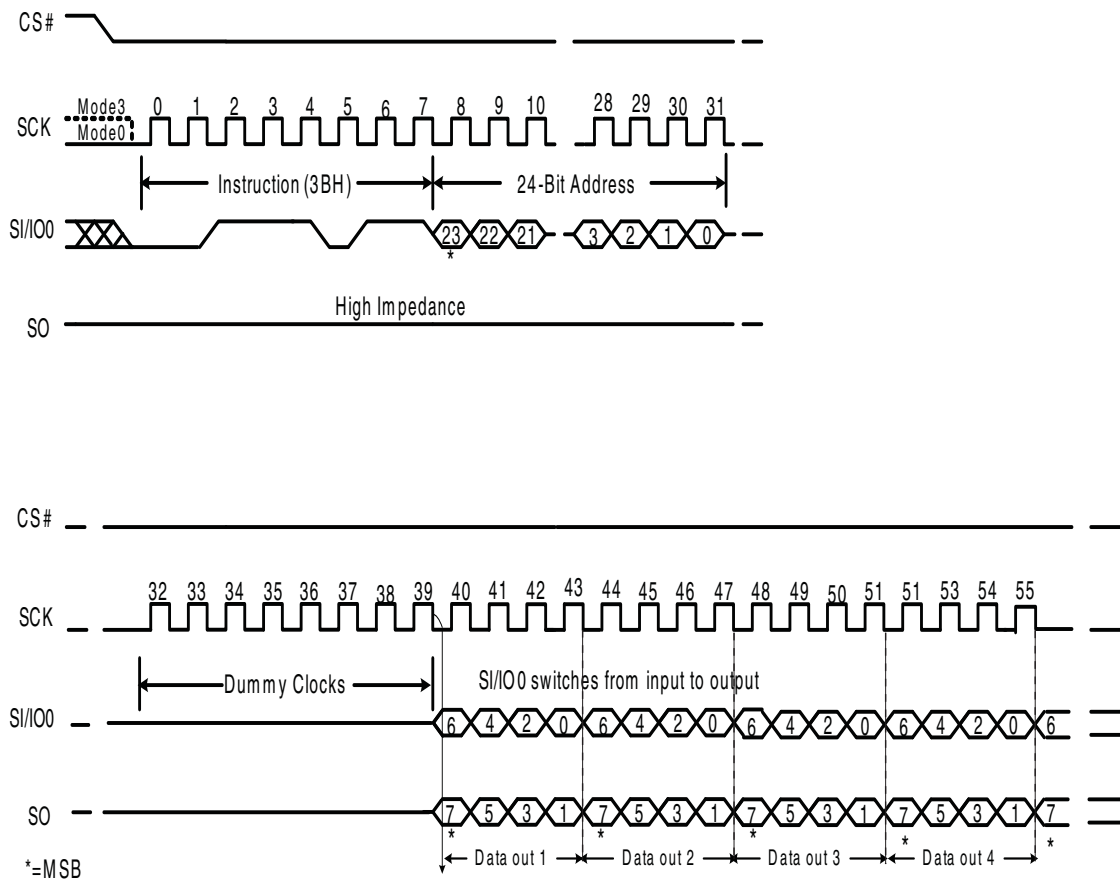 CS#
Mode3 0 1 2 3 4 5 6 7 8 9 10 28 29 30 31
SCK
Mode0
Instruction (3BH) 24-Bit Address
SI/IO0 23 22 21 3 2 1 0
*
High Impedance
SO
CS#
32 33 34 35 36 37 38 39 40 41 42 43 44 45 46 47 48 49 50 51 51 53 54 55
SCK
Dummy Clocks SI/IO0 switches from input to output
SI/IO0 6 4 2 0 6 4 2 0 6 4 2 0 6 4 2 0 6
SO 7 5 3 1 7 5 3 1 7 5 3 1 7 5 3 1 7
* * * * *
Data out 1 Data out 2 Data out 3 Data out 4
*=MSB